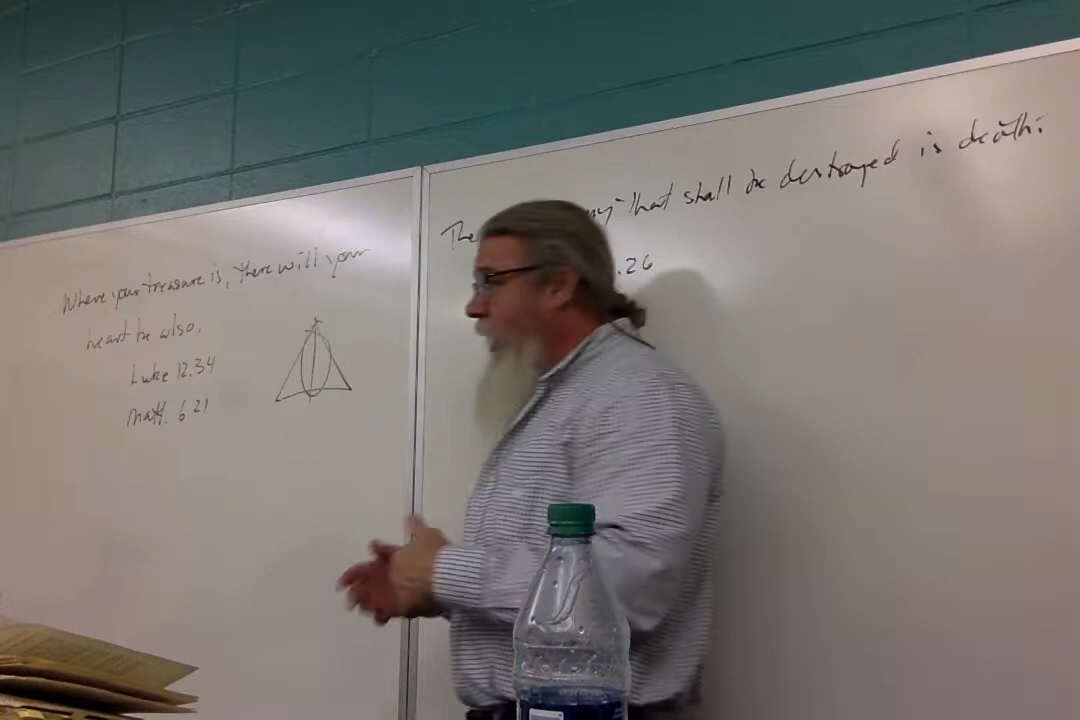 Where your treasure is, there will your
heart be also.
Luke 12.34
Matt. 6 21
The
that shall be destroyed is death.
.26